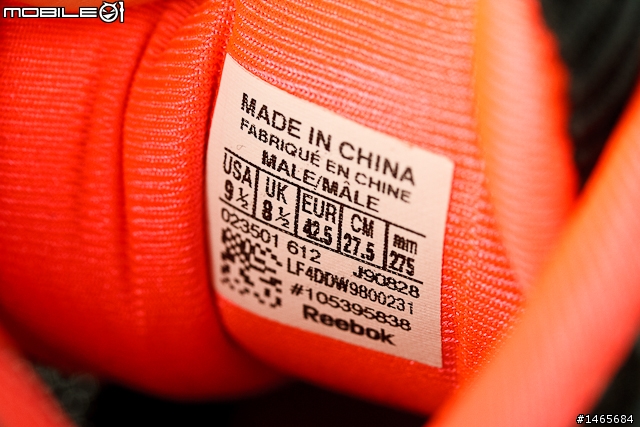 MOBILE01
MADE IN CHINA
FABRIQUÉ EN CHINE
MALE/MÂLE
USA UK EUR CM mm
9 ½ 8 ½ 42.5 27.5 275
023501 612 J90828
LF4DDW9800231
#105395838
Reebok
#1465684